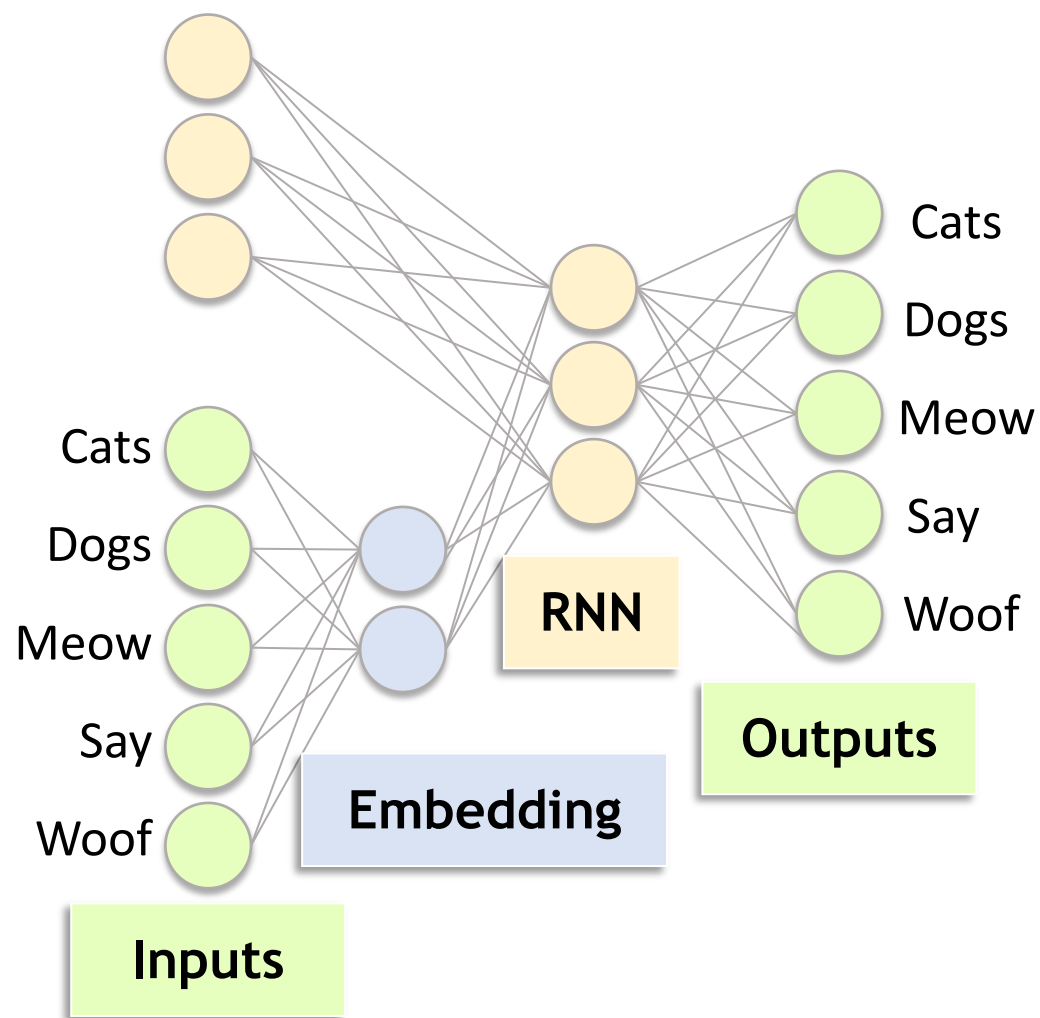 Cats
Dogs
Meow
Say
Woof
Inputs
Embedding
RNN
Cats
Dogs
Meow
Say
Woof
Outputs